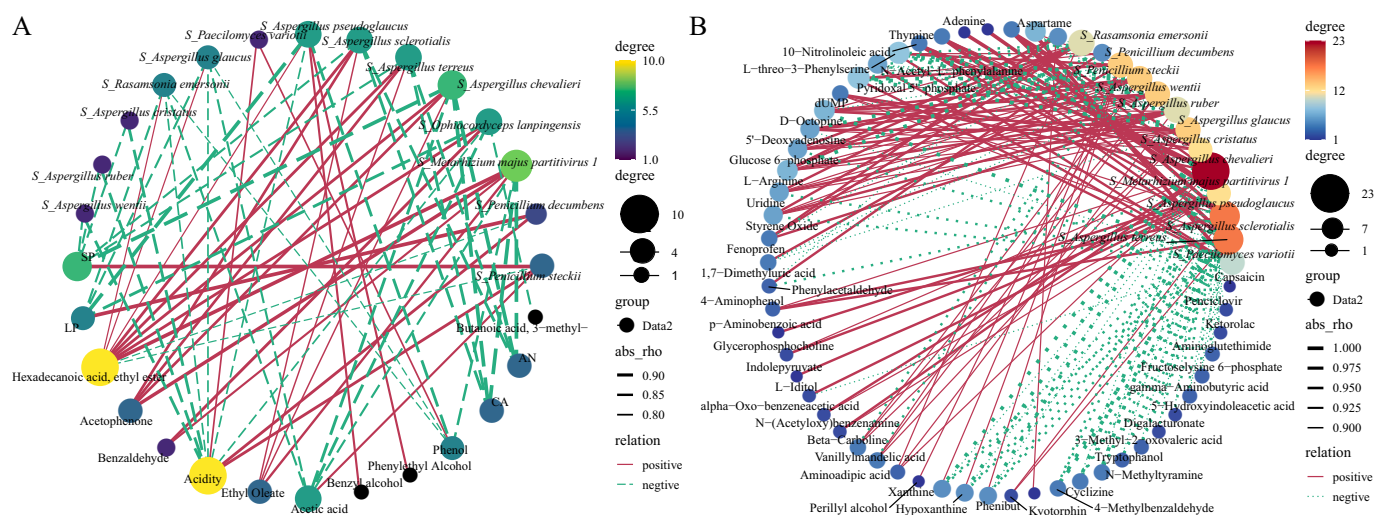 A
S_Aspergillus pseudoglaucus
S_Paecilomyces variotii
S_Aspergillus sclerotialis
S_Aspergillus glaucus
S_Aspergillus terreus
S_Rasamsonia emersonii
S_Aspergillus chevalieri
S_Aspergillus cristatus
S_Ophiocordyceps lanpingensis
S_Aspergillus ruber
S_Metarhizium majus partitivirus 1
S_Aspergillus wentii
S_Penicillium decumbens
SP
S_Penicillium steckii
LP
Butanoic acid, 3−methyl−
Hexadecanoic acid, ethyl ester
AN
Acetophenone
CA
Benzaldehyde
Phenol
Acidity
Phenylethyl Alcohol
Ethyl Oleate
Benzyl alcohol
Acetic acid
degree
10.0
5.5
1.0
degree
10
4
1
group
Data2
abs_rho
0.90
0.85
0.80
relation
positive
negtive
B
Adenine
Aspartame
Thymine
S_Rasamsonia emersonii
10−Nitrolinoleic acid
S_Penicillium decumbens
L−threo−3−Phenylserine
N−Acetyl−L−phenylalanine
S_Penicillium steckii
Pyridoxal 5'−phosphate
S_Aspergillus wentii
dUMP
S_Aspergillus ruber
D−Octopine
S_Aspergillus glaucus
5'−Deoxyadenosine
S_Aspergillus cristatus
Glucose 6−phosphate
S_Aspergillus chevalieri
L−Arginine
S_Metarhizium majus partitivirus 1
Uridine
S_Aspergillus pseudoglaucus
Styrene Oxide
S_Aspergillus sclerotialis
S_Aspergillus terreus
Fenoprofen
S_Paecilomyces variotii
1,7−Dimethyluric acid
Capsaicin
Phenylacetaldehyde
Penciclovir
4−Aminophenol
Ketorolac
p−Aminobenzoic acid
Aminoglutethimide
Glycerophosphocholine
Fructoselysine 6−phosphate
Indolepyruvate
gamma−Aminobutyric acid
L−Iditol
5−Hydroxyindoleacetic acid
alpha−Oxo−benzeneacetic acid
Digalacturonate
N−(Acetyloxy)benzenamine
3−Methyl−2−oxovaleric acid
Beta−Carboline
Tryptophanol
Vanillylmandelic acid
N−Methyltyramine
Aminoadipic acid
Cyclizine
Perillyl alcohol
Xanthine
4−Methylbenzaldehyde
Hypoxanthine
Phenibut
Kyotorphin
degree
23
12
1
degree
23
7
1
group
Data2
abs_rho
1.000
0.975
0.950
0.925
0.900
relation
positive
negtive